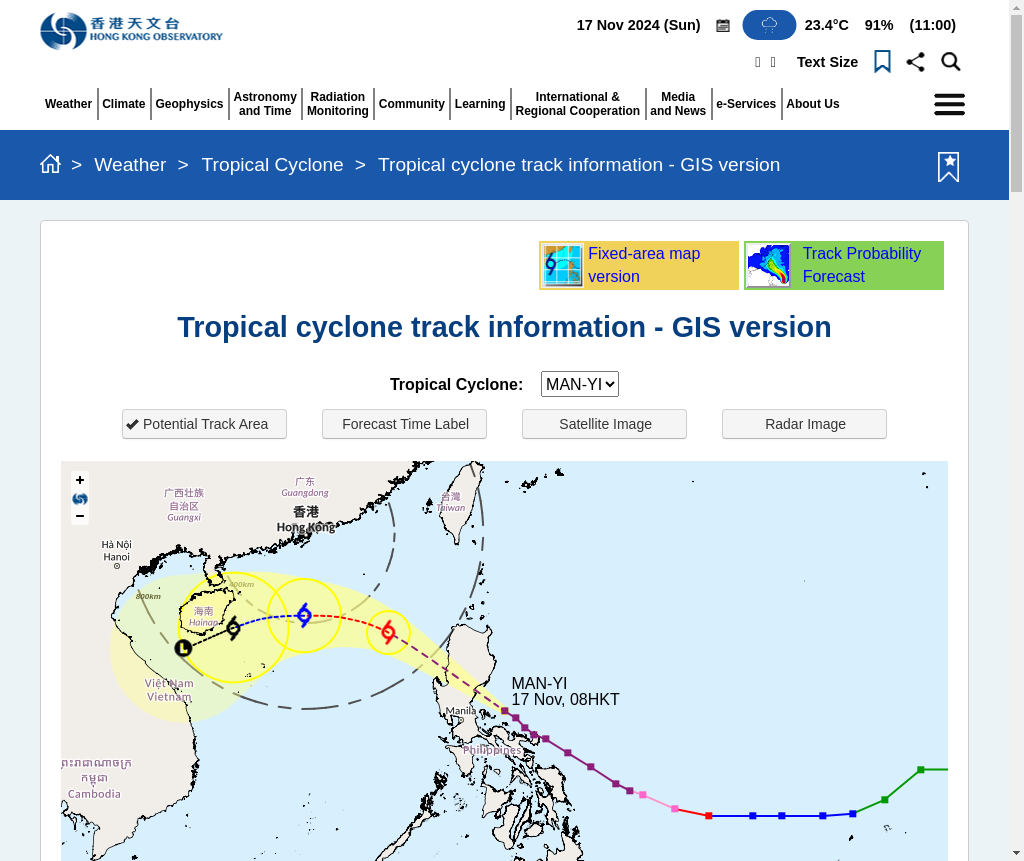 香港天文台
HONG KONG OBSERVATORY
17 Nov 2024 (Sun) 23.4°C 91% (11:00)
Text Size
Weather
Climate
Geophysics
Astronomy
and Time
Radiation
Monitoring
Community
Learning
International &
Regional Cooperation
Media
and News
e-Services
About Us
> Weather > Tropical Cyclone > Tropical cyclone track information - GIS version
Fixed-area map
version
Track Probability
Forecast
Tropical cyclone track information - GIS version
Tropical Cyclone: MAN-YI
Potential Track Area
Forecast Time Label
Satellite Image
Radar Image
+
−
广西壮族
自治区
Guangxi
广东
Guangdong
香港
Hong Kong
台灣
Taiwan
Hà Nội
Hanoi
800km
400km
海南
Hainan
L
Việt Nam
Vietnam
MAN-YI
17 Nov, 08HKT
Manila
Philippines
ព្រះរាជាណាចក្រ
កម្ពុជា
Cambodia